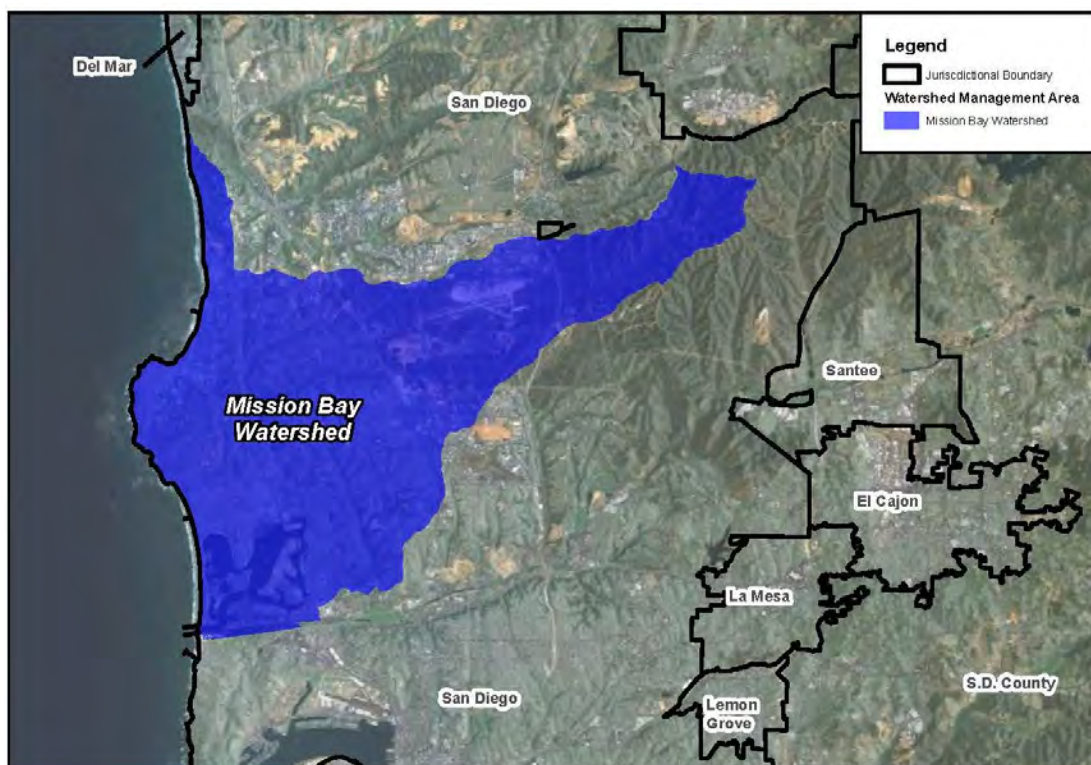 Del Mar
San Diego
Legend
Juriscdictional Boundary
Watershed Management Area
Mission Bay Watershed
Mission Bay
Watershed
Santee
El Cajon
La Mesa
San Diego
Lemon
Grove
S.D. County